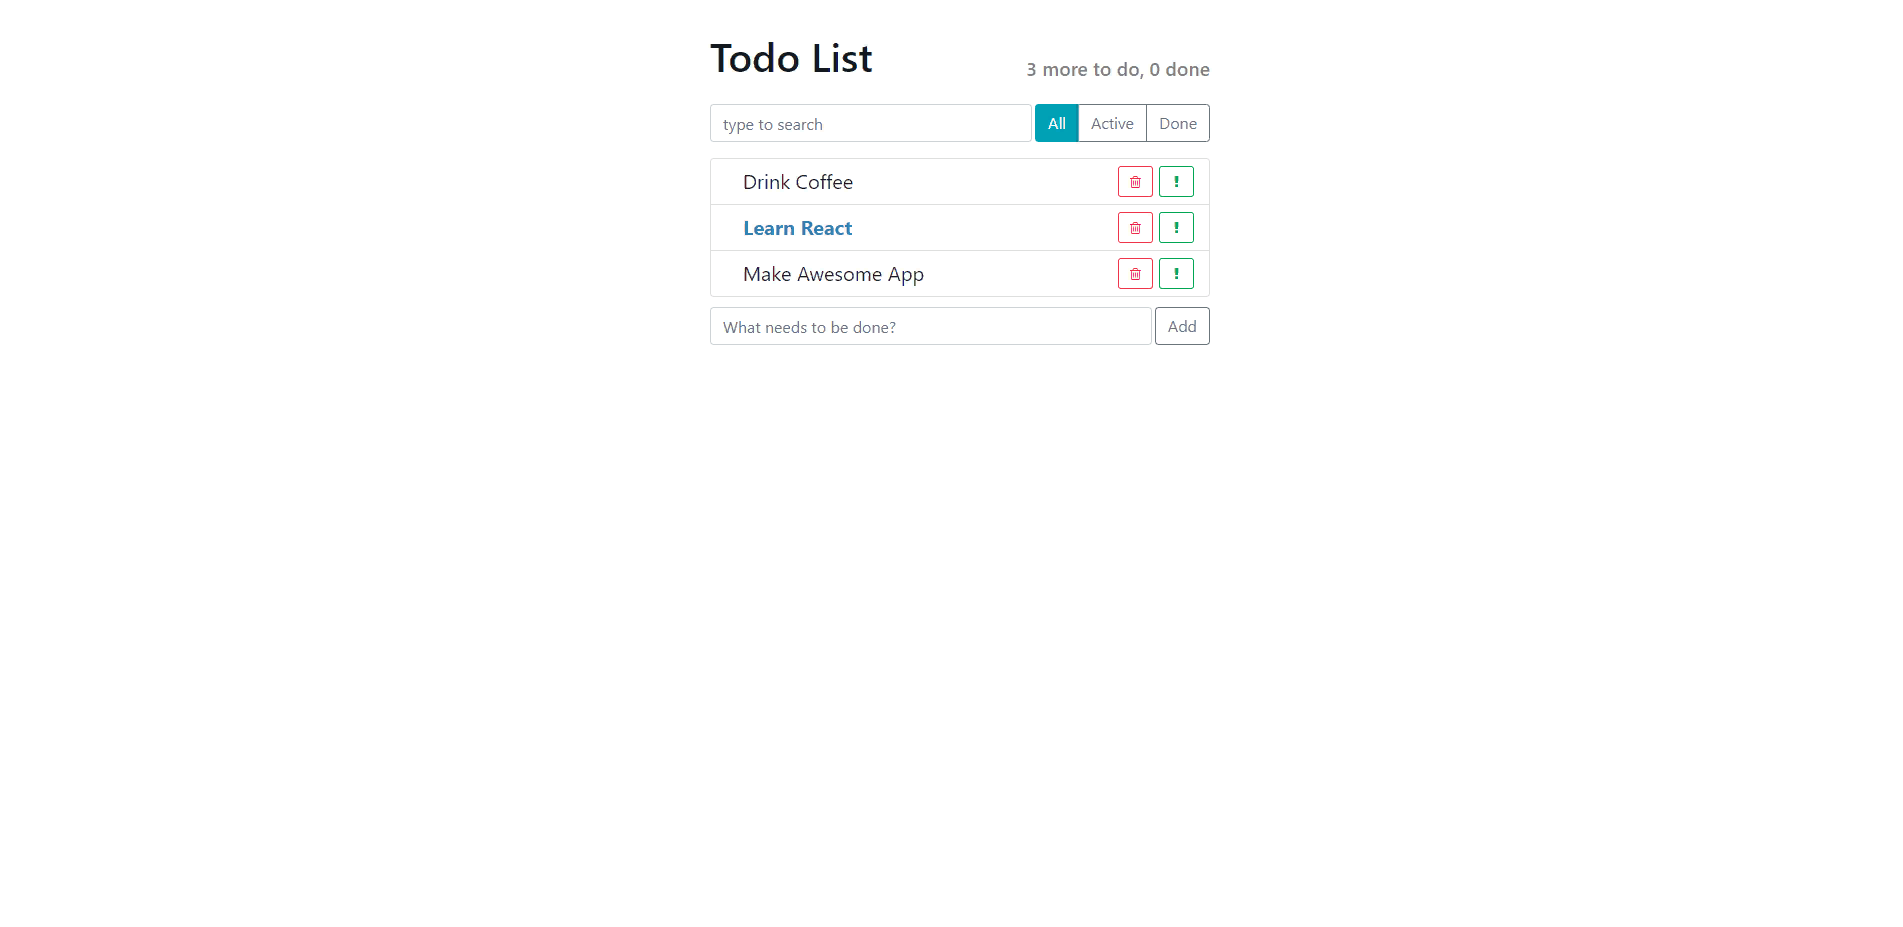 Todo List
3 more to do, 0 done
type to search
All Active Done
Drink Coffee
Learn React
Make Awesome App
What needs to be done?
Add